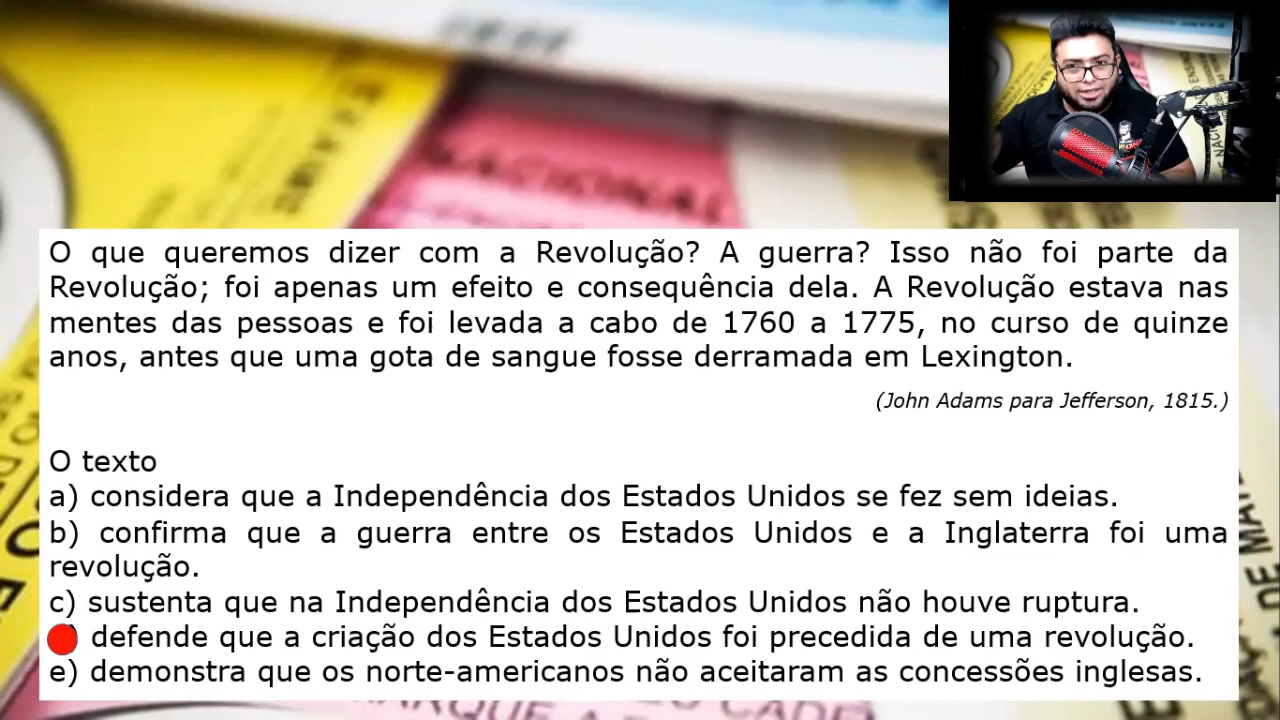 NACIONAL
O que queremos dizer com a Revolução? A guerra? Isso não foi parte da
Revolução; foi apenas um efeito e consequência dela. A Revolução estava nas
mentes das pessoas e foi levada a cabo de 1760 a 1775, no curso de quinze
anos, antes que uma gota de sangue fosse derramada em Lexington.
(John Adams para Jefferson, 1815.)
O texto
a) considera que a Independência dos Estados Unidos se fez sem ideias.
b) confirma que a guerra entre os Estados Unidos e a Inglaterra foi uma
revolução.
c) sustenta que na Independência dos Estados Unidos não houve ruptura.
defende que a criação dos Estados Unidos foi precedida de uma revolução.
e) demonstra que os norte-americanos não aceitaram as concessões inglesas.